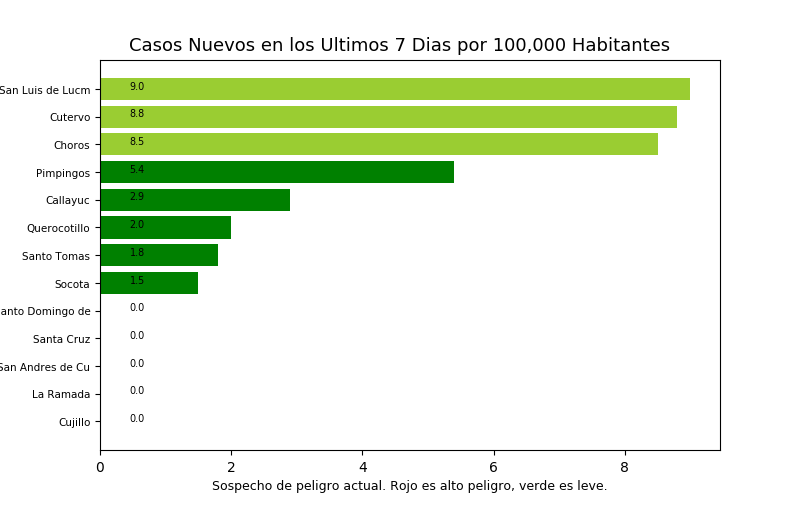 Casos Nuevos en los Ultimos 7 Dias por 100,000 Habitantes
San Luis de Lucm 9.0
Cutervo 8.8
Choros 8.5
Pimpingos 5.4
Callayuc 2.9
Querocotillo 2.0
Santo Tomas 1.8
Socota 1.5
anto Domingo de 0.0
Santa Cruz 0.0
San Andres de Cu 0.0
La Ramada 0.0
Cujillo 0.0
0 2 4 6 8
Sospecho de peligro actual. Rojo es alto peligro, verde es leve.